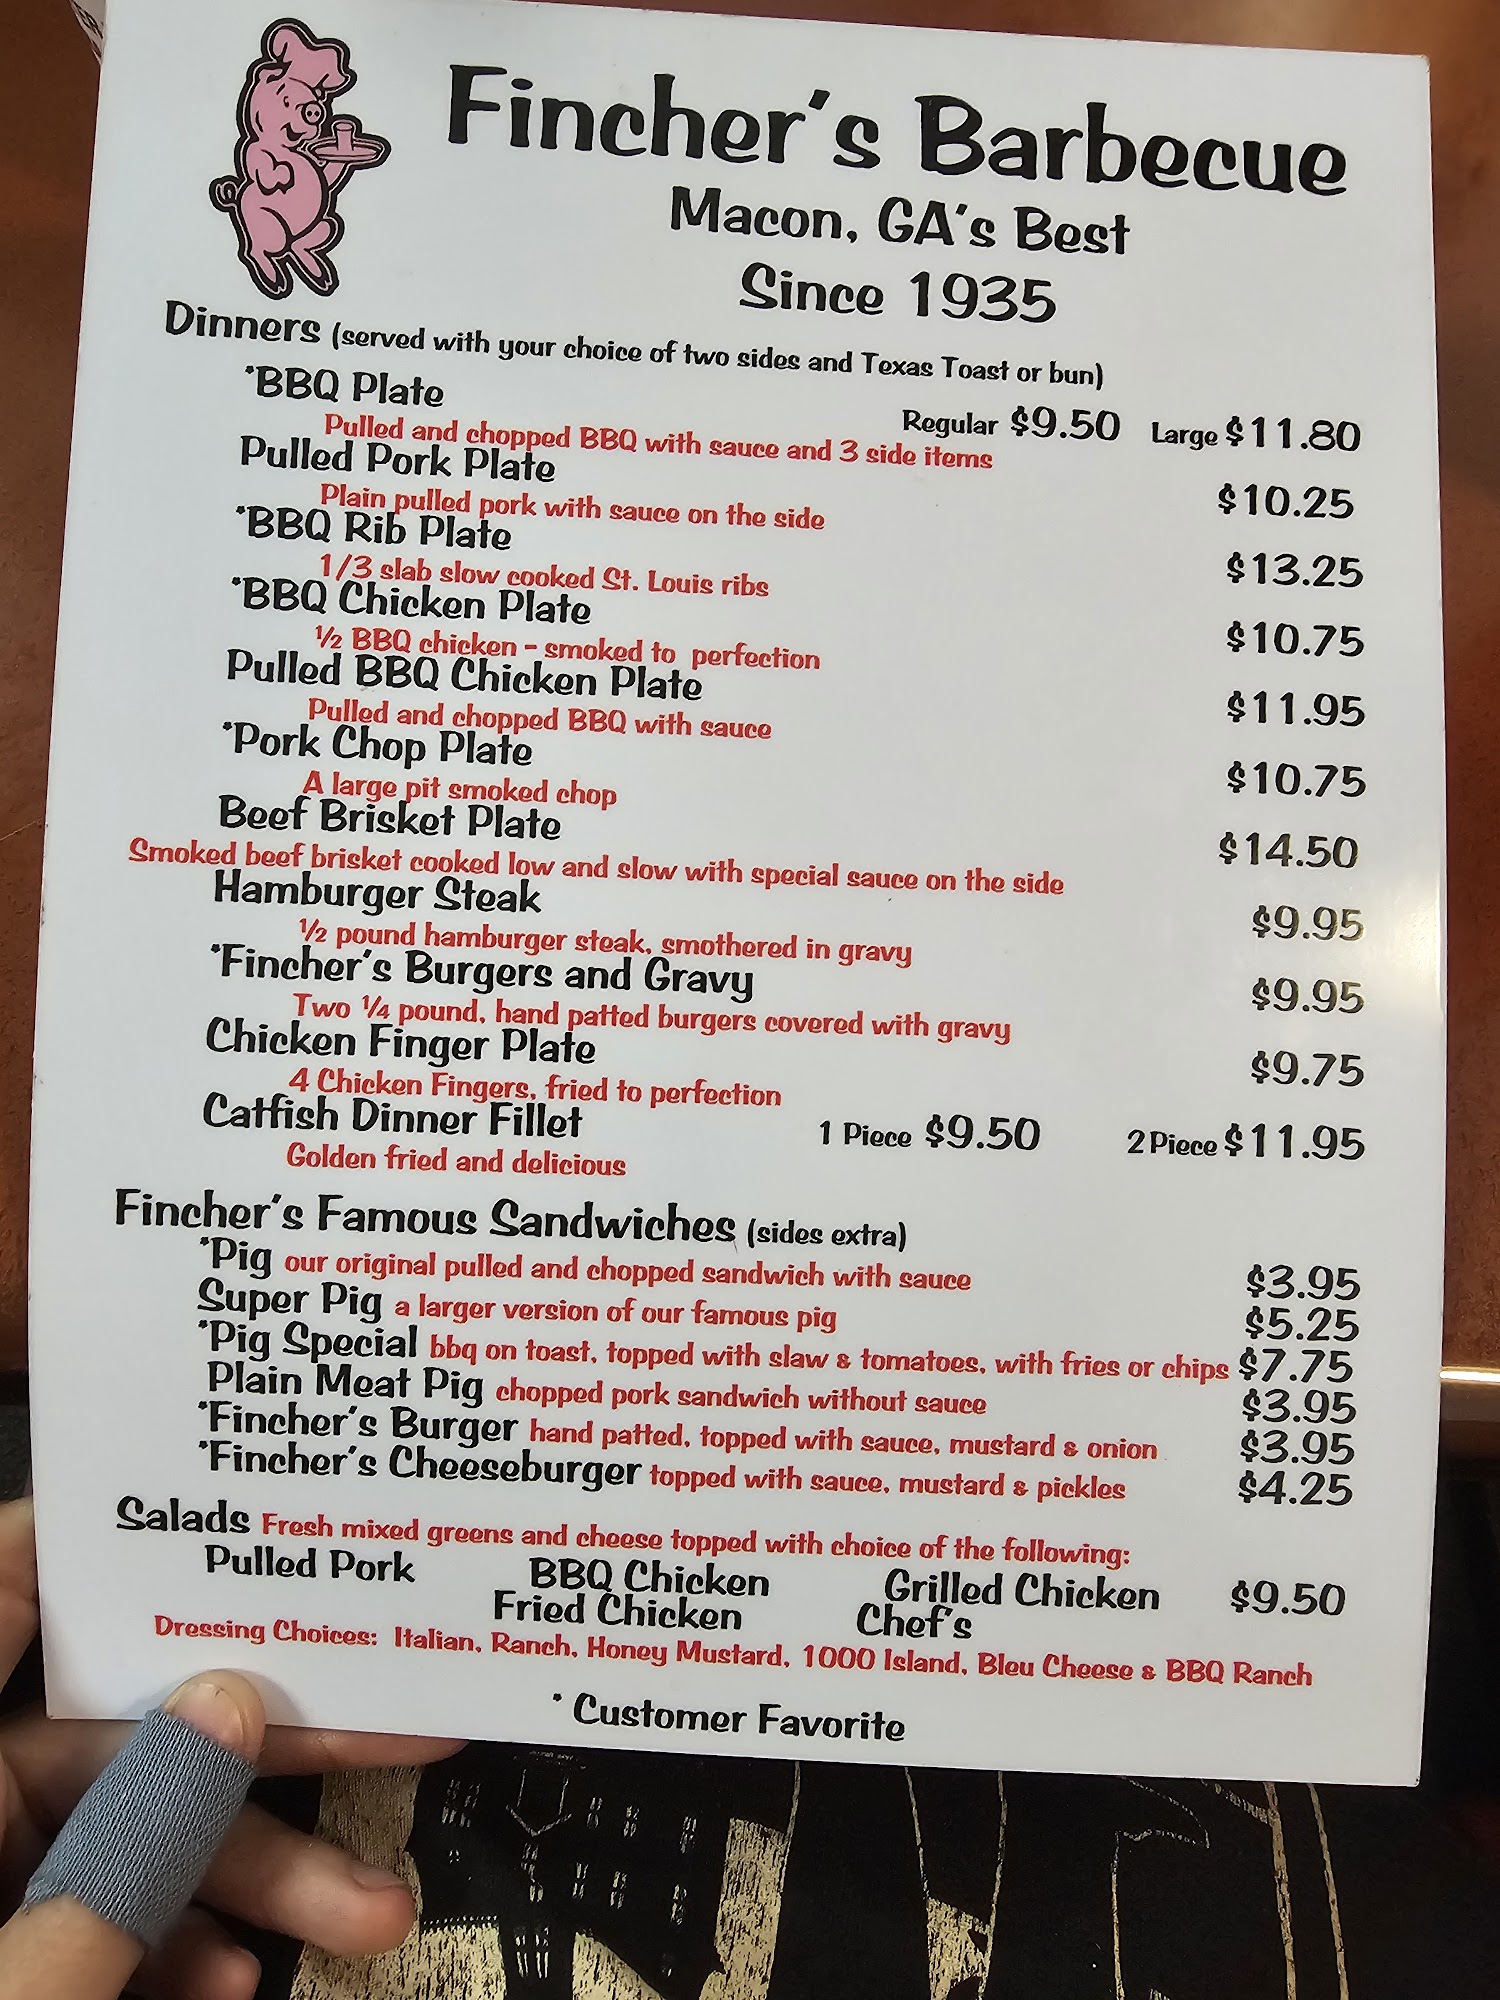 Fincher's Barbecue
Macon, GA's Best
Since 1935
Dinners (served with your choice of two sides and Texas Toast or bun)
*BBQ Plate Regular $9.50 Large $11.80
Pulled and chopped BBQ with sauce and 3 side items
Pulled Pork Plate $10.25
Plain pulled pork with sauce on the side
*BBQ Rib Plate $13.25
1/3 slab slow cooked St. Louis ribs
*BBQ Chicken Plate $10.75
½ BBQ chicken - smoked to perfection
Pulled BBQ Chicken Plate $11.95
Pulled and chopped BBQ with sauce
*Pork Chop Plate $10.75
A large pit smoked chop
Beef Brisket Plate $14.50
Smoked beef brisket cooked low and slow with special sauce on the side
Hamburger Steak $9.95
½ pound hamburger steak, smothered in gravy
*Fincher's Burgers and Gravy $9.95
Two ¼ pound, hand patted burgers covered with gravy
Chicken Finger Plate $9.75
4 Chicken Fingers, fried to perfection
Catfish Dinner Fillet 1 Piece $9.50 2 Piece $11.95
Golden fried and delicious
Fincher's Famous Sandwiches (sides extra)
*Pig our original pulled and chopped sandwich with sauce $3.95
Super Pig a larger version of our famous pig $5.25
*Pig Special bbq on toast, topped with slaw & tomatoes, with fries or chips $7.75
Plain Meat Pig chopped pork sandwich without sauce $3.95
*Fincher's Burger hand patted, topped with sauce, mustard & onion $3.95
*Fincher's Cheeseburger topped with sauce, mustard & pickles $4.25
Salads Fresh mixed greens and cheese topped with choice of the following:
Pulled Pork BBQ Chicken Grilled Chicken $9.50
Fried Chicken Chef's
Dressing Choices: Italian, Ranch, Honey Mustard, 1000 Island, Bleu Cheese & BBQ Ranch
* Customer Favorite